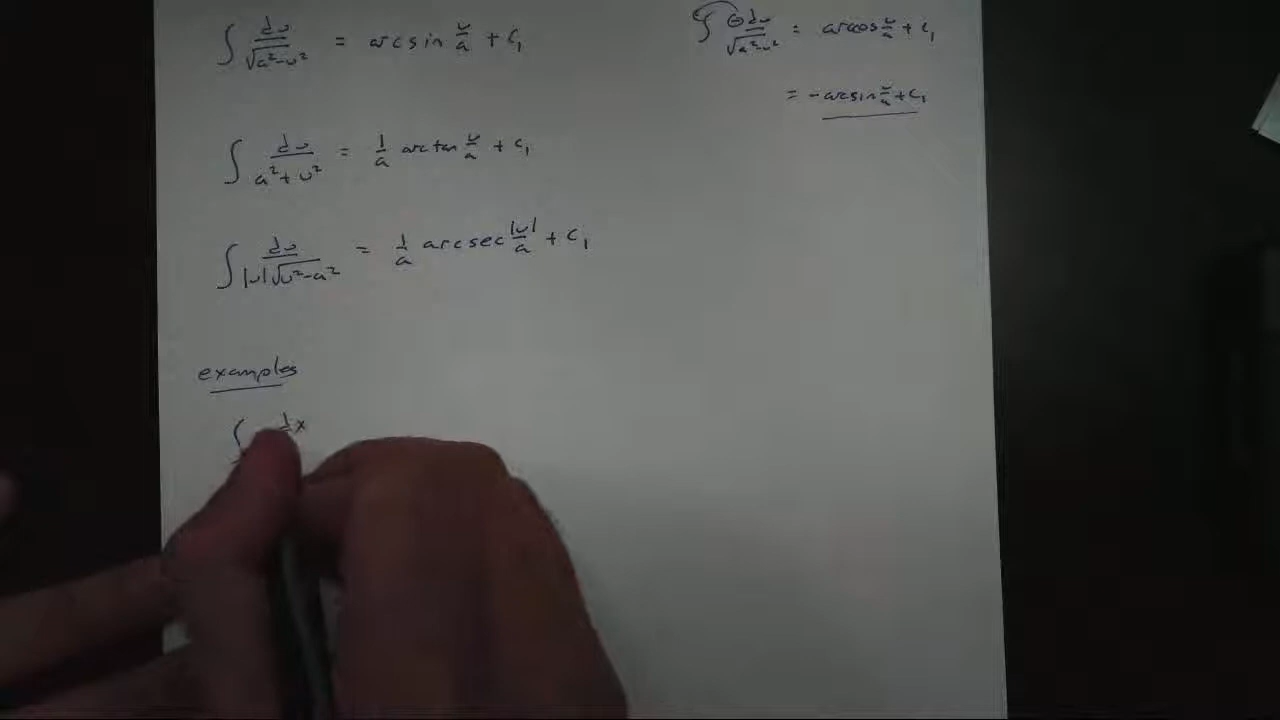 ∫ du/√(a²-u²) = arcsin u/a + C₁
∫ ⊖du/√(a²-u²) = arccos u/a + C₁
= -arcsin u/a + C₁
∫ du/(a²+u²) = 1/a arctan u/a + C₁
∫ du/(|u|√(u²-a²)) = 1/a arcsec |u|/a + C₁
examples
∫ dx